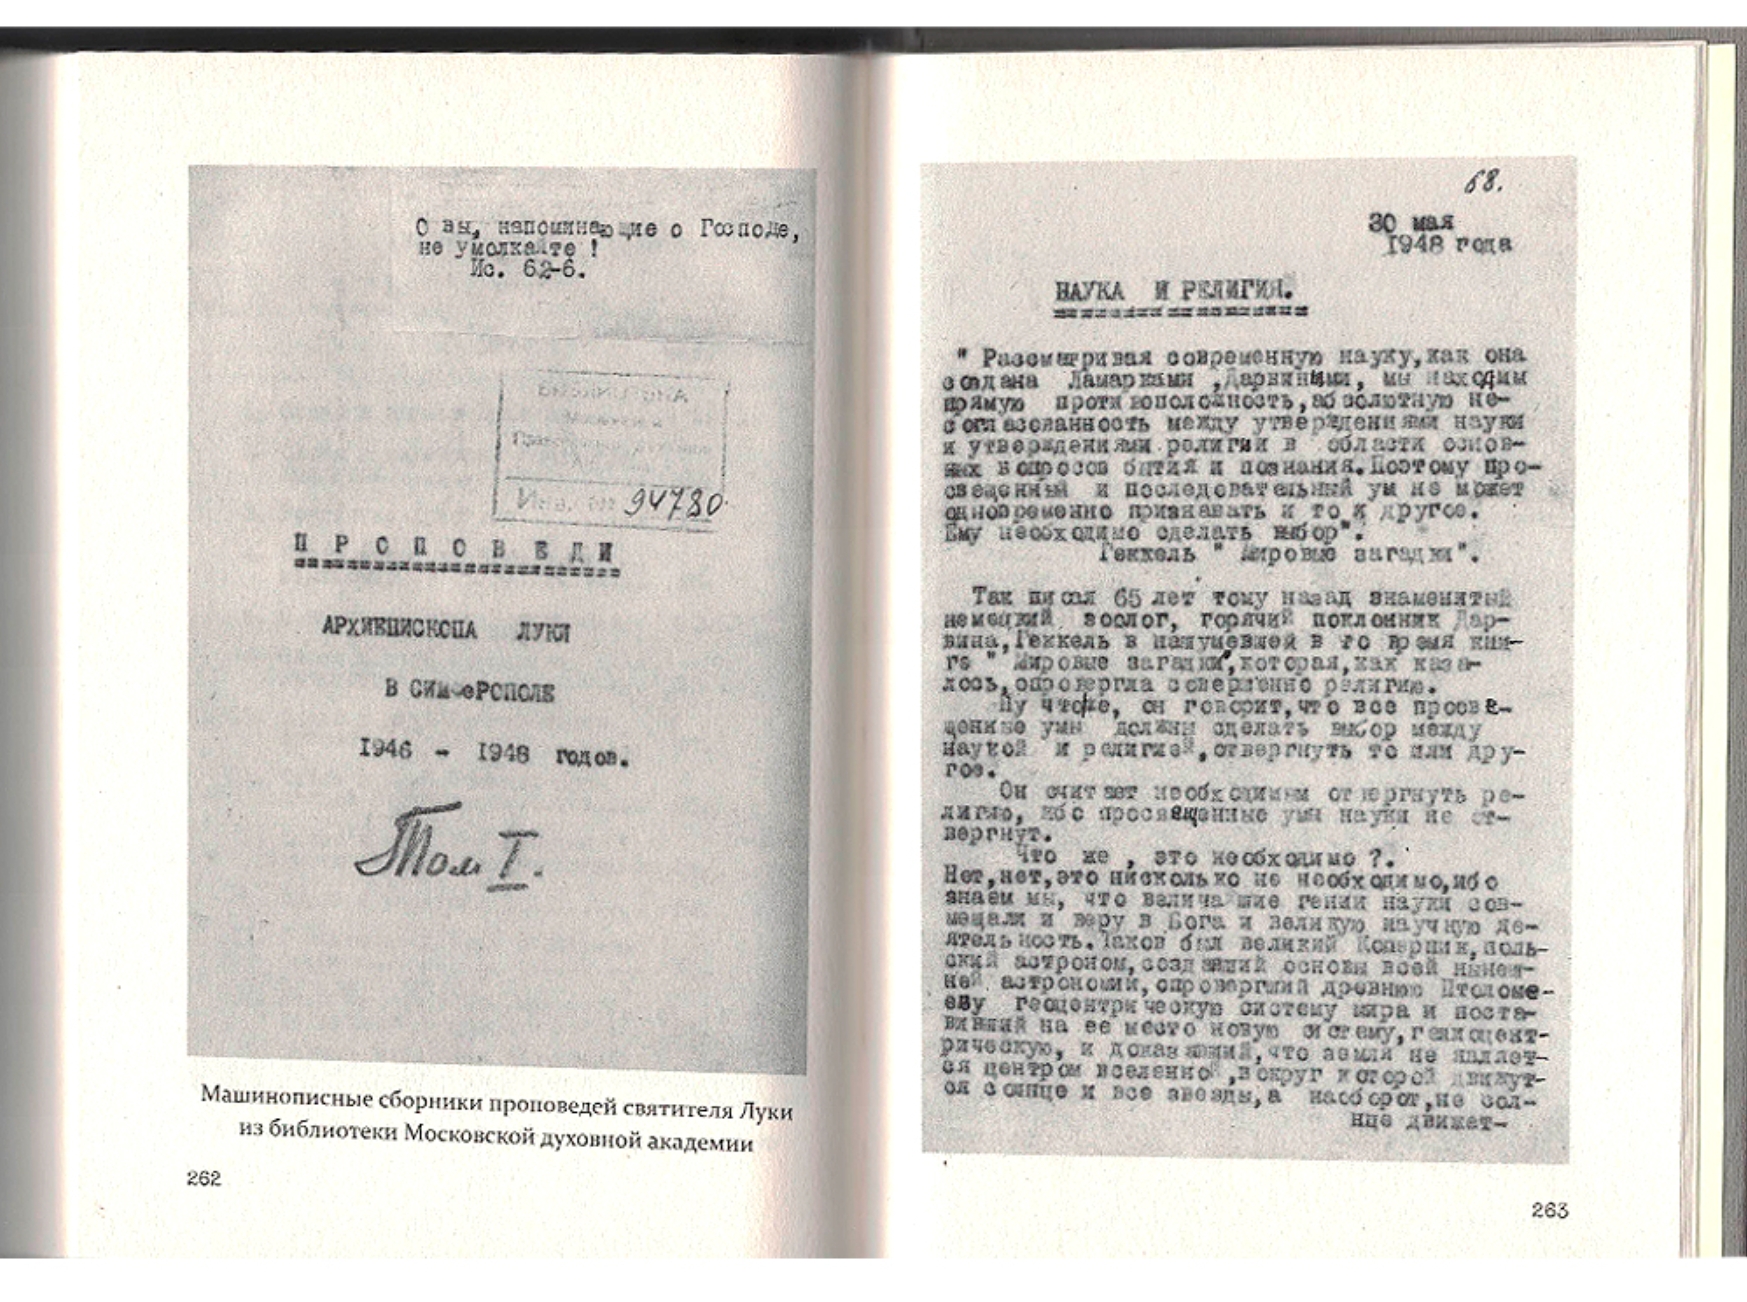 О вы, напоминающие о Господе,
не умолкайте !
Ис. 62-6.
94780
П Р О П О В Е Д И
АРХИЕПИСКОПА ЛУКИ
В СИМФЕРОПОЛЕ
1946 - 1948 годов.
Том I.
Машинописные сборники проповедей святителя Луки
из библиотеки Московской духовной академии
262
68.
30 мая
1948 года
НАУКА И РЕЛИГИЯ.
" Рассматривая современную науку,как она
создана Ламарками ,Дарвинами, мы находим
прямую противоположность,абсолютную не-
согласованность между утверждениями науки
и утверждениями религии в области основ-
ных вопросов бытия и познания.Поэтому про-
свещенный и последовательный ум не может
одновременно признавать и то и другое.
Ему необходимо сделать выбор".
Геккель " Мировые загадки".
Так писал 65 лет тому назад знаменитый
немецкий зоолог, горячий поклонник Дар-
вина,Геккель в нашумевшей в то время кни-
ге " Мировые загадки",которая,как каза-
лось,опровергла совершенно религию.
Ну что же, он говорит,что все просве-
щенные умы должны сделать выбор между
наукой и религией,отвергнуть то или дру-
гое.
Он считает необходимым отвергнуть ре-
лигию, ибо просвященные умы науки не от-
вергнут.
Что же , это необходимо ?.
Нет,нет,это нисколько не необходимо,ибо
знаем мы, что величайшие гении науки сов-
мещали и веру в Бога и великую научную де-
ятельность.Таков был великий Коперник,поль-
ский астроном,создавший основы всей нынеш-
ней астрономии,опровергший древнюю Птоломе-
еву геоцентрическую систему мира и поста-
вивший на ее место новую систему,гелиоцент-
рическую, и доказавший,что земля не являет-
ся центром вселенной,вокруг которой движут-
ся солнце и все звезды,а наоборот,не сол-
нце движет-
263